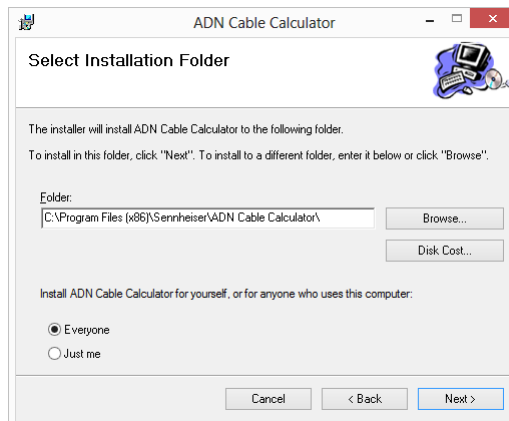 ADN Cable Calculator
Select Installation Folder
The installer will install ADN Cable Calculator to the following folder.
To install in this folder, click "Next". To install to a different folder, enter it below or click "Browse".
Folder:
C:\Program Files (x86)\Sennheiser\ADN Cable Calculator\
Browse...
Disk Cost...
Install ADN Cable Calculator for yourself, or for anyone who uses this computer:
Everyone
Just me
Cancel
< Back
Next >